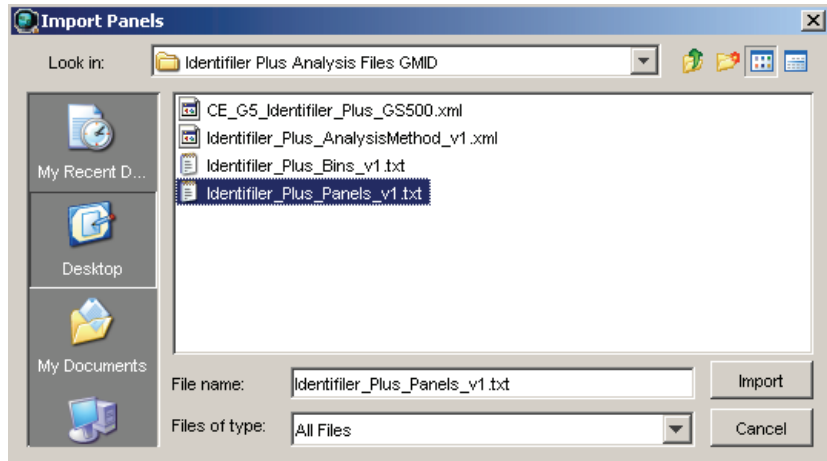 Import Panels
Look in: Identifiler Plus Analysis Files GMID
CE_G5_Identifiler_Plus_GS500.xml
Identifiler_Plus_AnalysisMethod_v1.xml
Identifiler_Plus_Bins_v1.txt
Identifiler_Plus_Panels_v1.txt
My Recent D...
Desktop
My Documents
File name: Identifiler_Plus_Panels_v1.txt Import
Files of type: All Files Cancel